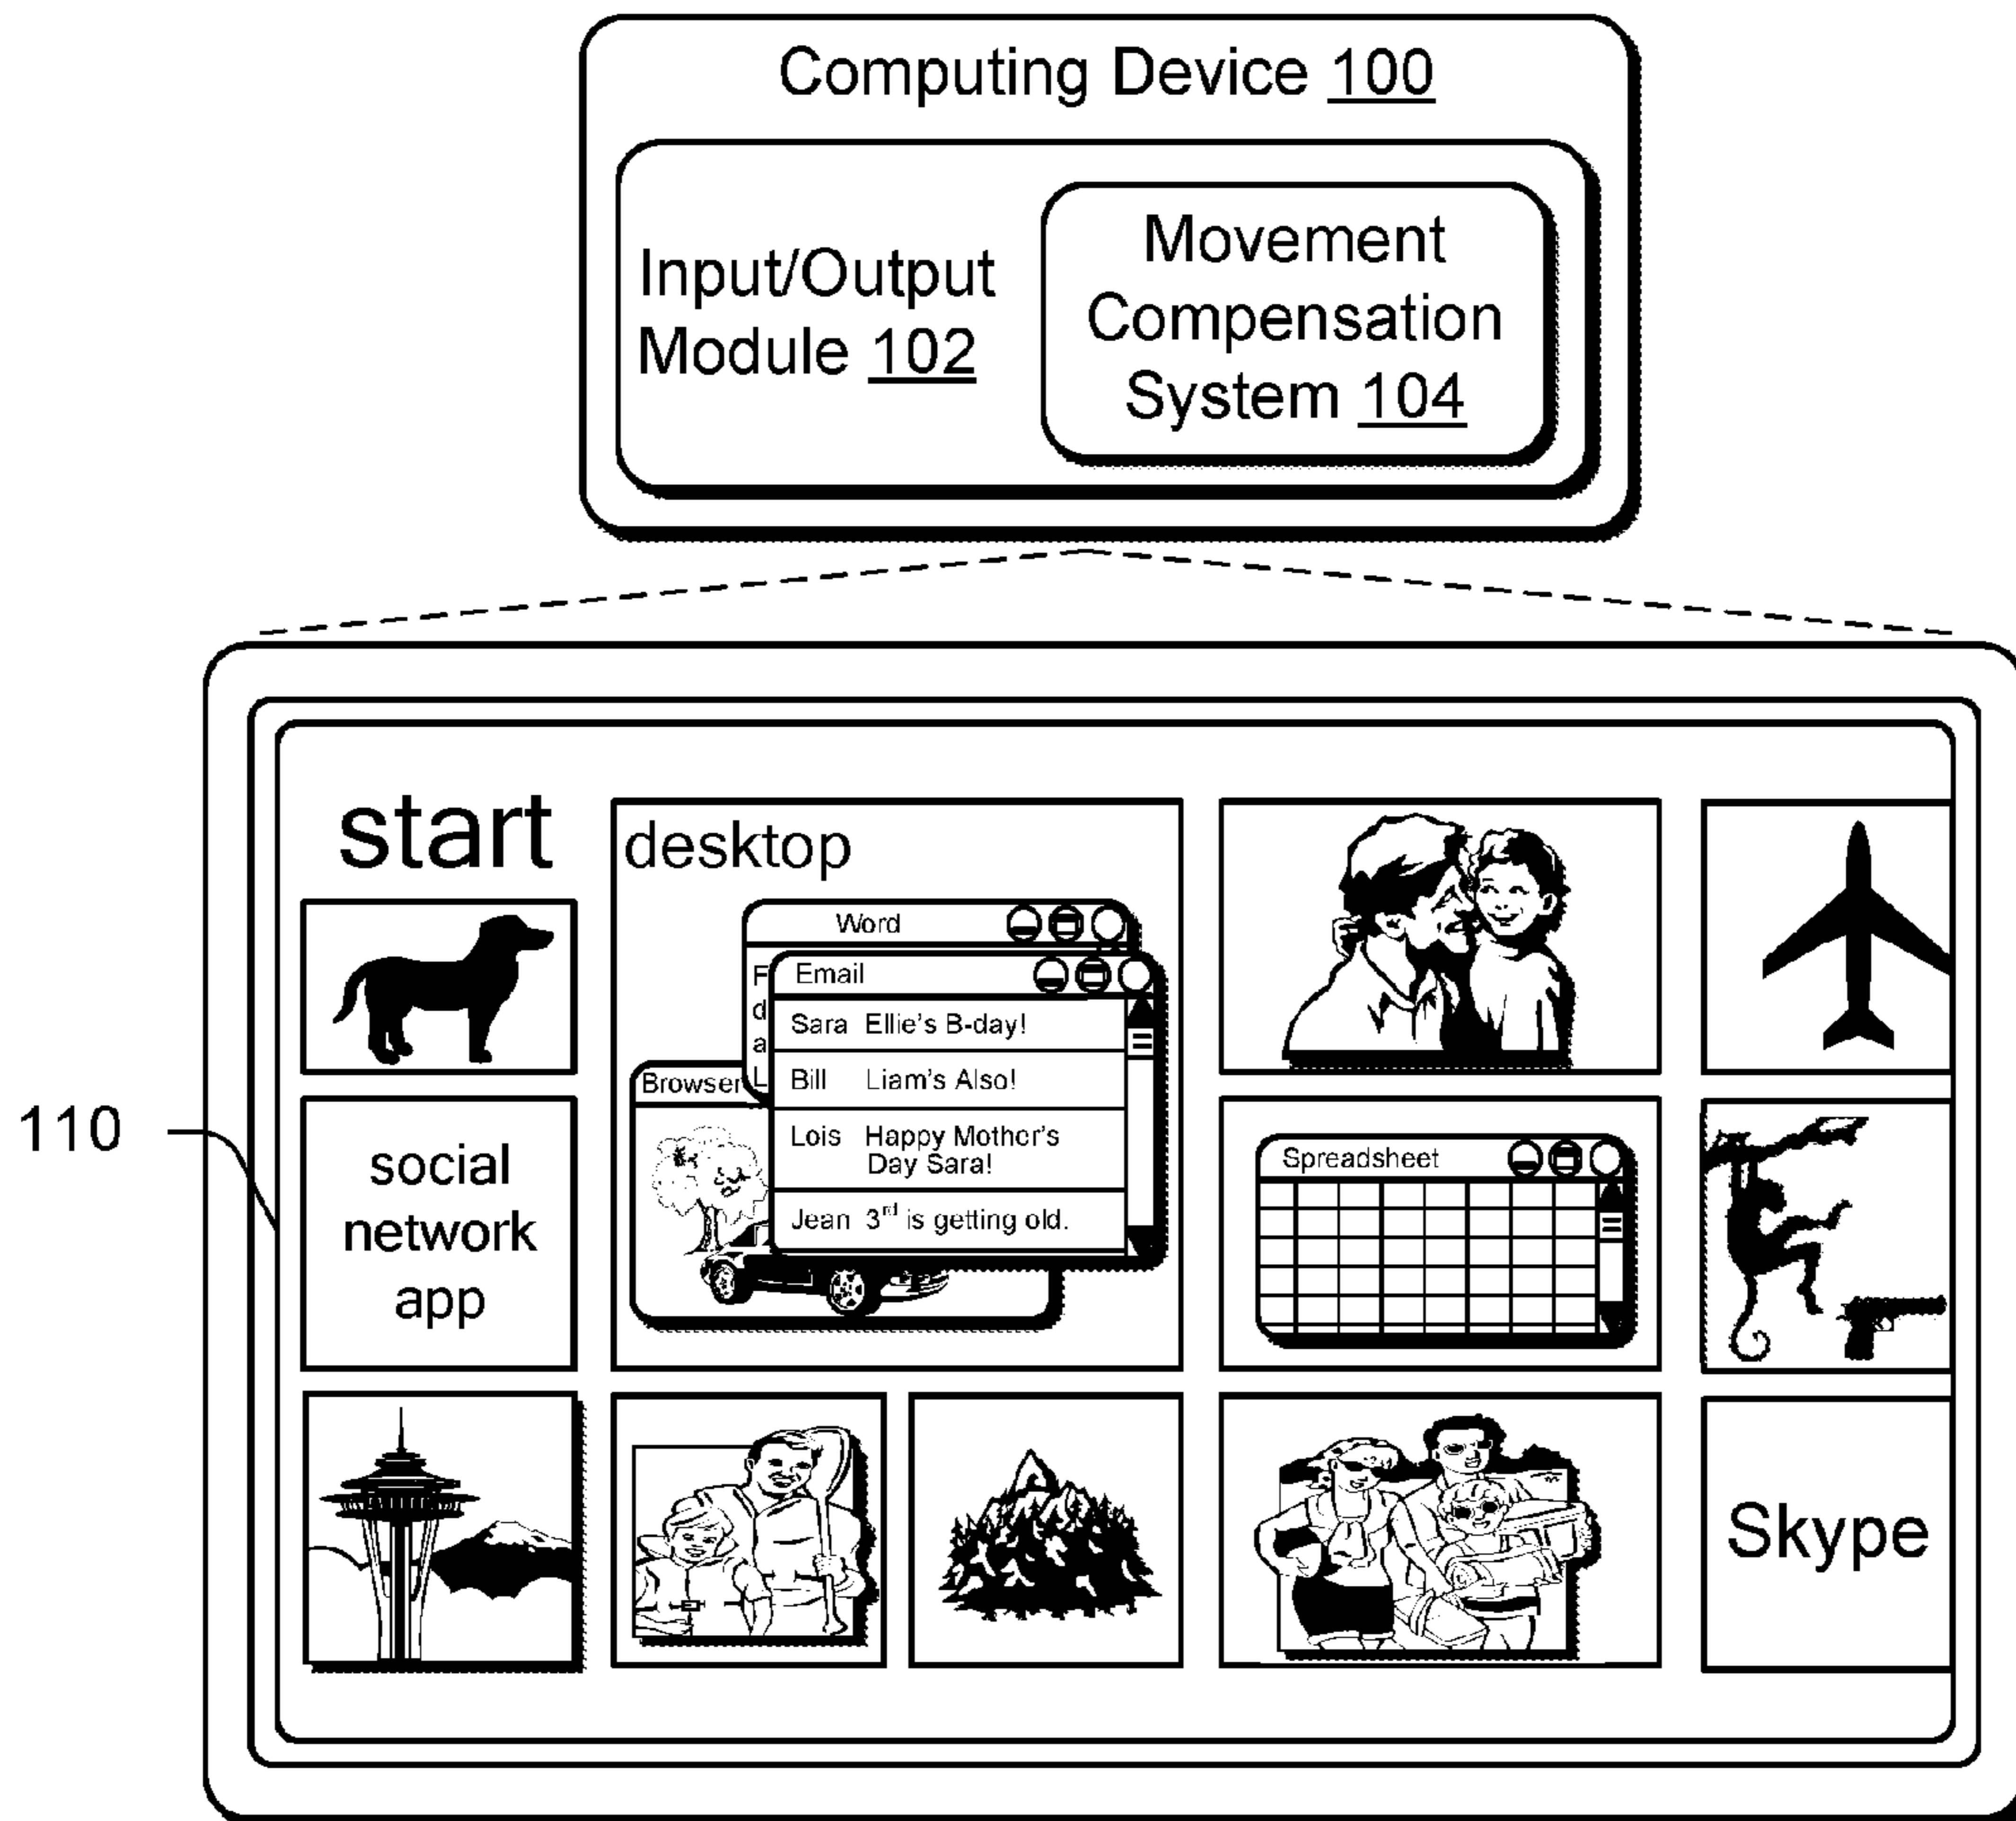 Computing Device 100
Input/Output
Module 102
Movement
Compensation
System 104
110
start
desktop
Word
F
d
a
L
Email
Sara Ellie's B-day!
Bill Liam's Also!
Lois Happy Mother's
Day Sara!
Jean 3rd is getting old.
Browser
social
network
app
Spreadsheet
Skype